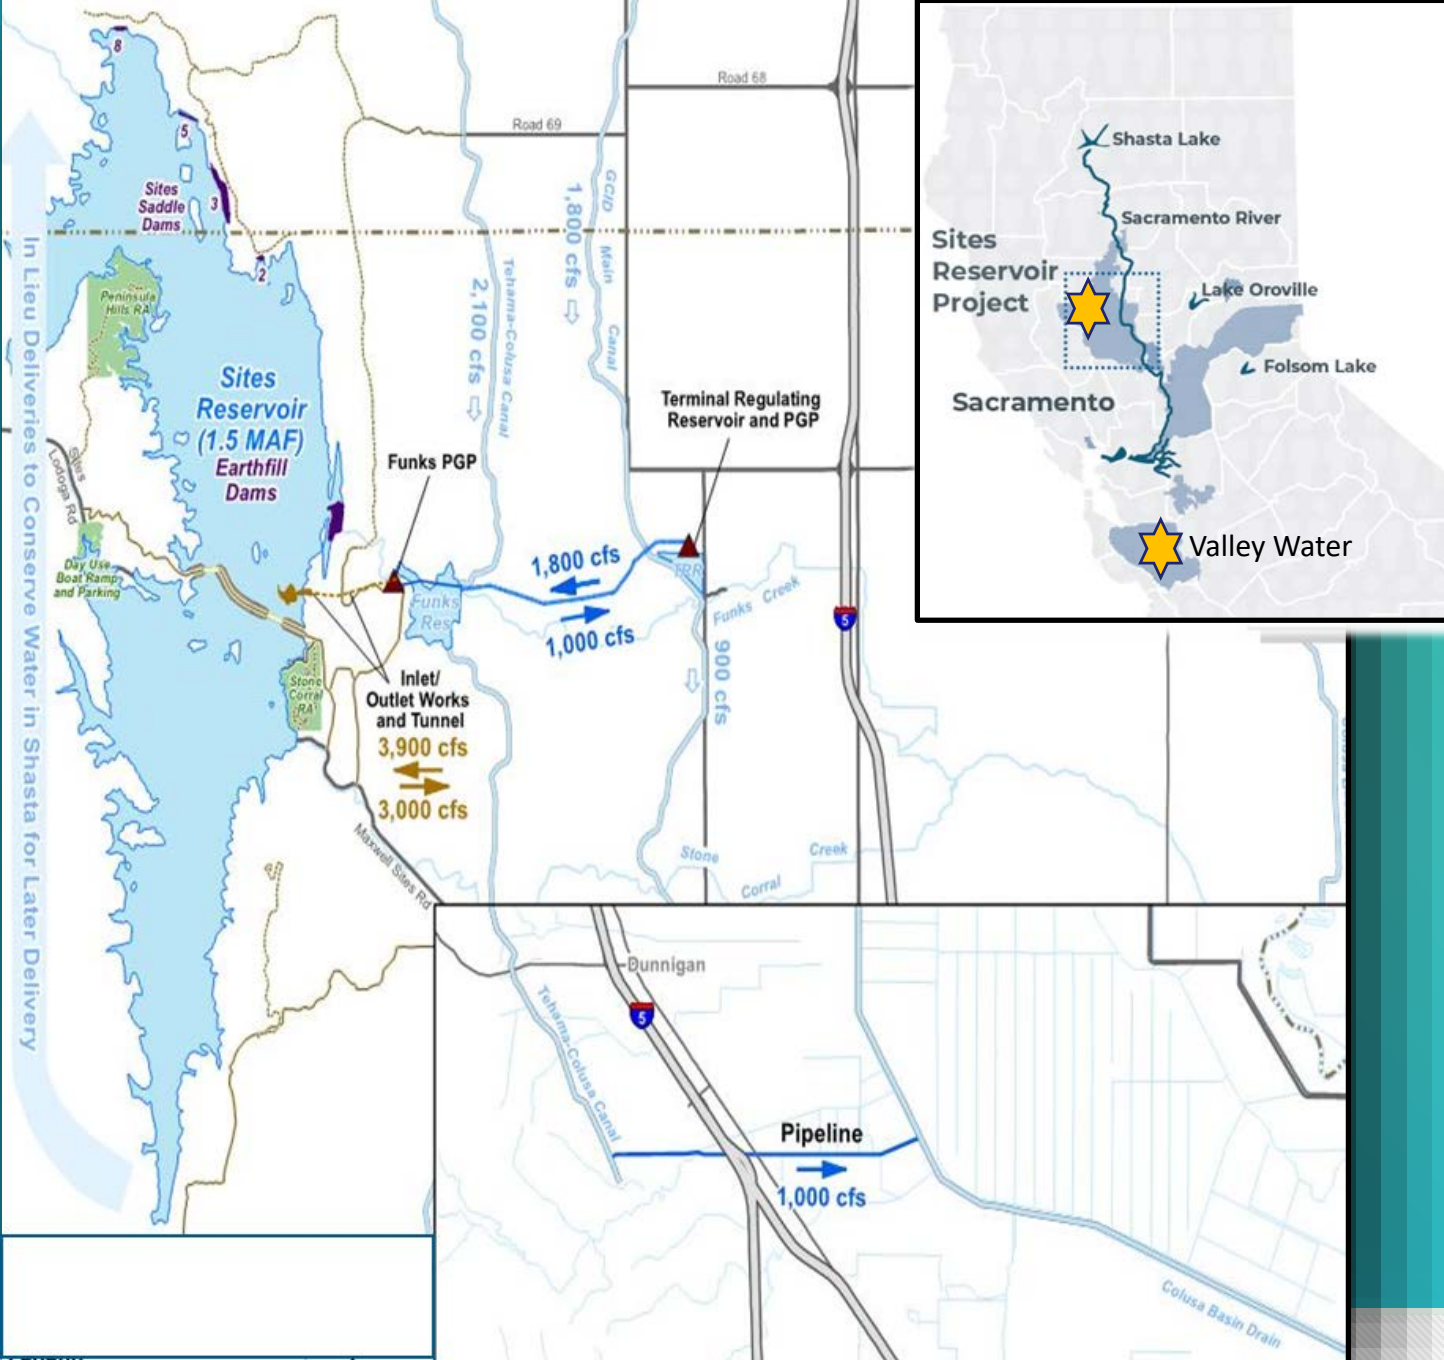 8
5
Sites
Saddle
Dams
3
2
Road 68
Road 69
GCID Main Canal
1,800 cfs
Tehama-Colusa Canal
2,100 cfs
In Lieu Deliveries to Conserve Water in Shasta for Later Delivery
Peninsula
Hills RA
Sites
Reservoir
(1.5 MAF)
Earthfill
Dams
Sites
Lodoga Rd
Day Use
Boat Ramp
and Parking
Funks PGP
Terminal Regulating
Reservoir and PGP
1,800 cfs
1,000 cfs
TRR
Funks
Res
Funks Creek
900 cfs
5
Stone
Corral
RA
Inlet/
Outlet Works
and Tunnel
3,900 cfs
3,000 cfs
Maxwell Sites Rd
Stone Corral Creek
Shasta Lake
Sacramento River
Sites
Reservoir
Project
Lake Oroville
Folsom Lake
Sacramento
Valley Water
Dunnigan
5
Tehama-Colusa Canal
Pipeline
1,000 cfs
Colusa Basin Drain